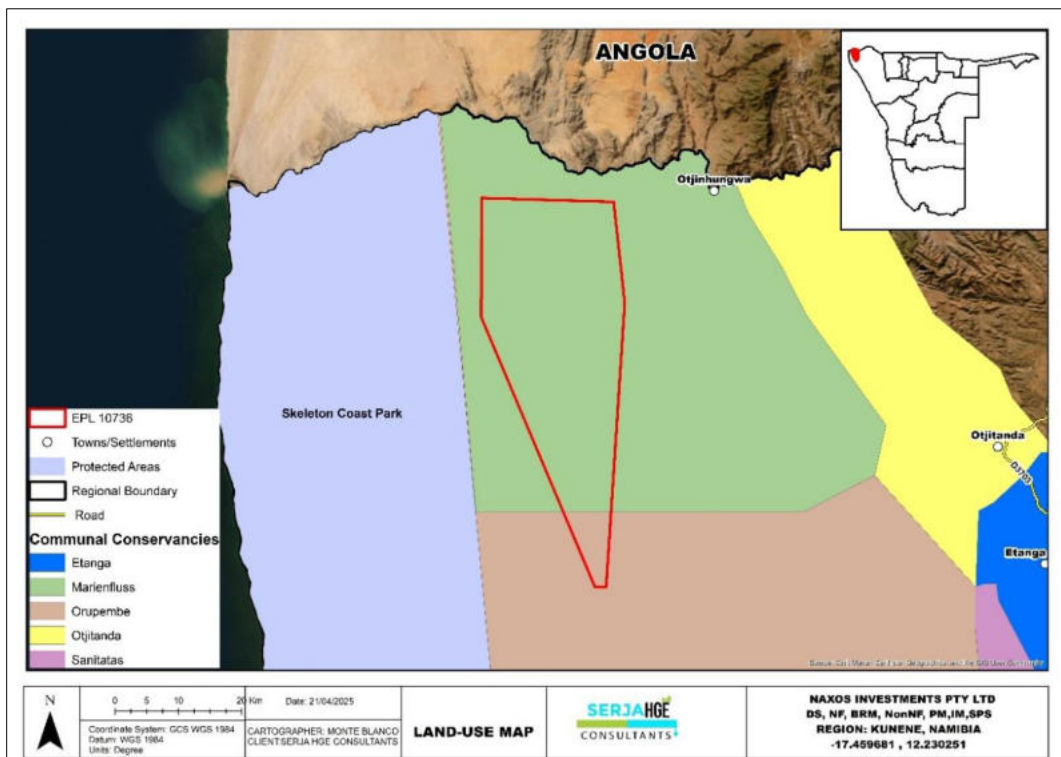 ANGOLA
Otjinhungwa
Skeleton Coast Park
Otjitanda
D3703
Etanga
EPL 10736
Towns/Settlements
Protected Areas
Regional Boundary
Road
Communal Conservancies
Etanga
Marienfluss
Orupembe
Otjitanda
Sanitatas
N
0 5 10 20 Km
Date: 21/04/2025
Coordinate System: GCS WGS 1984
Datum: WGS 1984
Units: Degree
CARTOGRAPHER: MONTE BLANCO
CLIENT:SERJA HGE CONSULTANTS
LAND-USE MAP
SERJA HGE
CONSULTANTS
NAXOS INVESTMENTS PTY LTD
DS, NF, BRM, NonNF, PM,IM,SPS
REGION: KUNENE, NAMIBIA
-17.459681 , 12.230251